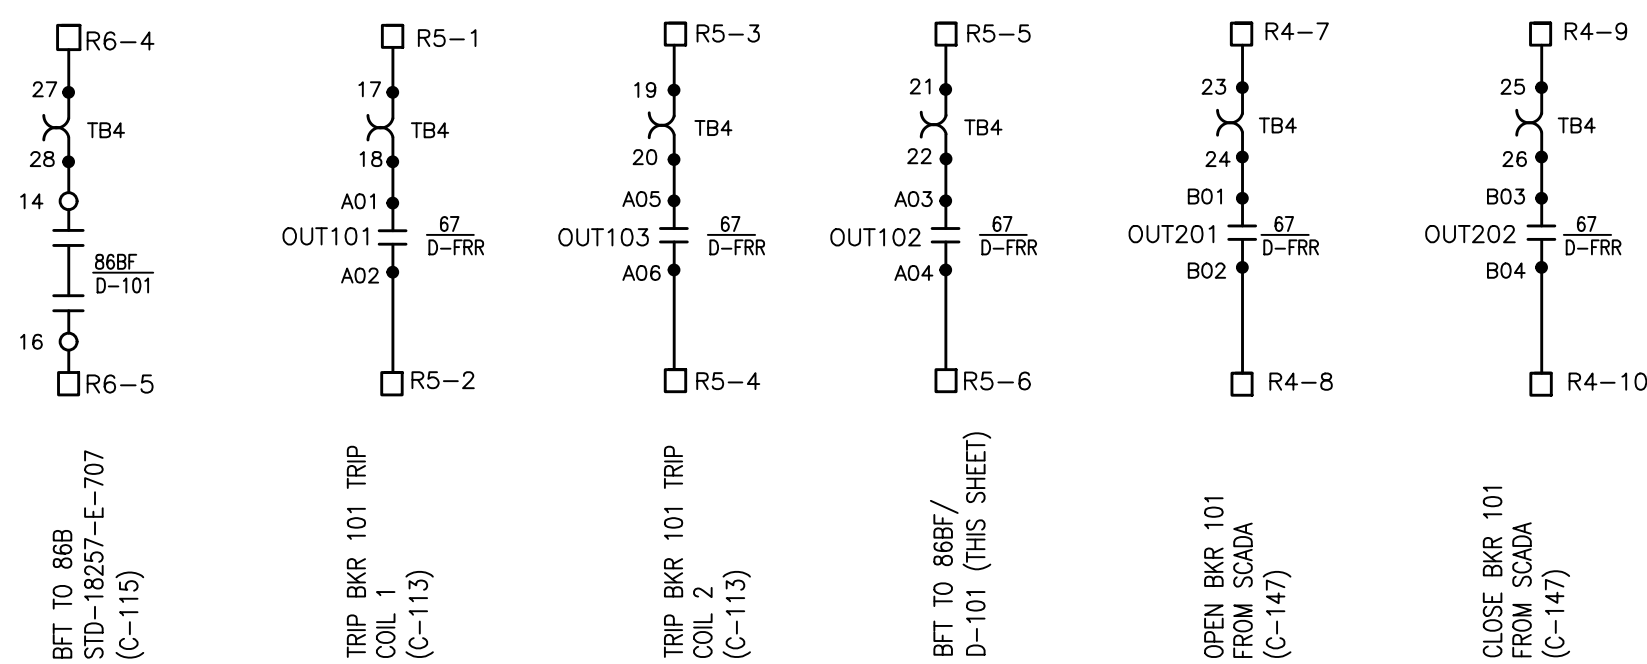 R6-4
27
TB4
28
14
86BF
D-101
16
R6-5
BFT TO 86B
STD-18257-E-707
(C-115)
R5-1
17
TB4
18
A01
OUT101
67
D-FRR
A02
R5-2
TRIP BKR 101 TRIP
COIL 1
(C-113)
R5-3
19
TB4
20
A05
OUT103
67
D-FRR
A06
R5-4
TRIP BKR 101 TRIP
COIL 2
(C-113)
R5-5
21
TB4
22
A03
OUT102
67
D-FRR
A04
R5-6
BFT TO 86BF/
D-101 (THIS SHEET)
R4-7
23
TB4
24
B01
OUT201
67
D-FRR
B02
R4-8
OPEN BKR 101
FROM SCADA
(C-147)
R4-9
25
TB4
26
B03
OUT202
67
D-FRR
B04
R4-10
CLOSE BKR 101
FROM SCADA
(C-147)